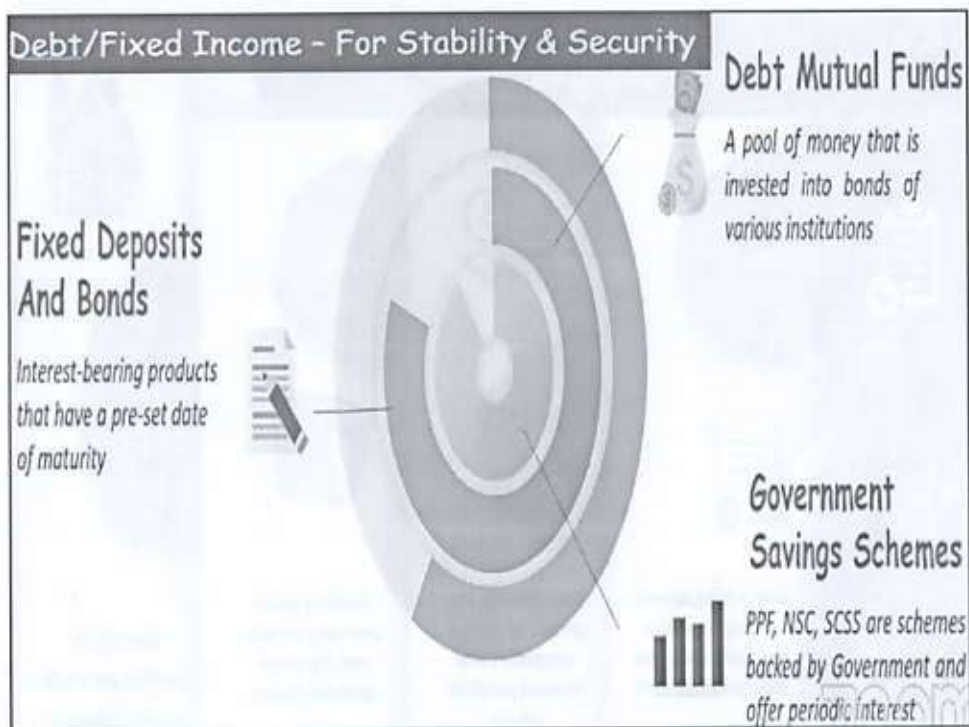 Debt/Fixed Income – For Stability & Security
Debt Mutual Funds
A pool of money that is
invested into bonds of
various institutions
Fixed Deposits
And Bonds
Interest-bearing products
that have a pre-set date
of maturity
Government
Savings Schemes
PPF, NSC, SCSS are schemes
backed by Government and
offer periodic interest
zoom